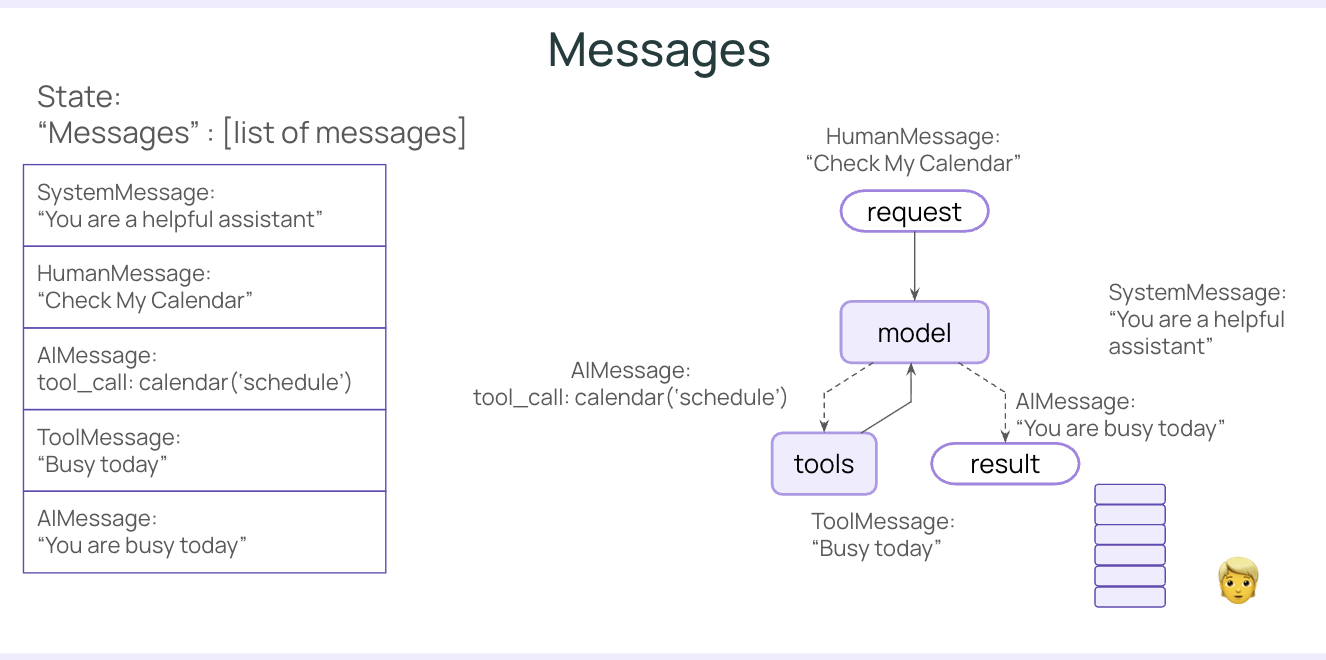 Messages
State:
“Messages” : [list of messages]
SystemMessage:
“You are a helpful assistant”
HumanMessage:
“Check My Calendar”
AIMessage:
tool_call: calendar(‘schedule’)
ToolMessage:
“Busy today”
AIMessage:
“You are busy today”
HumanMessage:
“Check My Calendar”
request
model
SystemMessage:
“You are a helpful
assistant”
AIMessage:
tool_call: calendar(‘schedule’)
AIMessage:
“You are busy today”
tools
result
ToolMessage:
“Busy today”